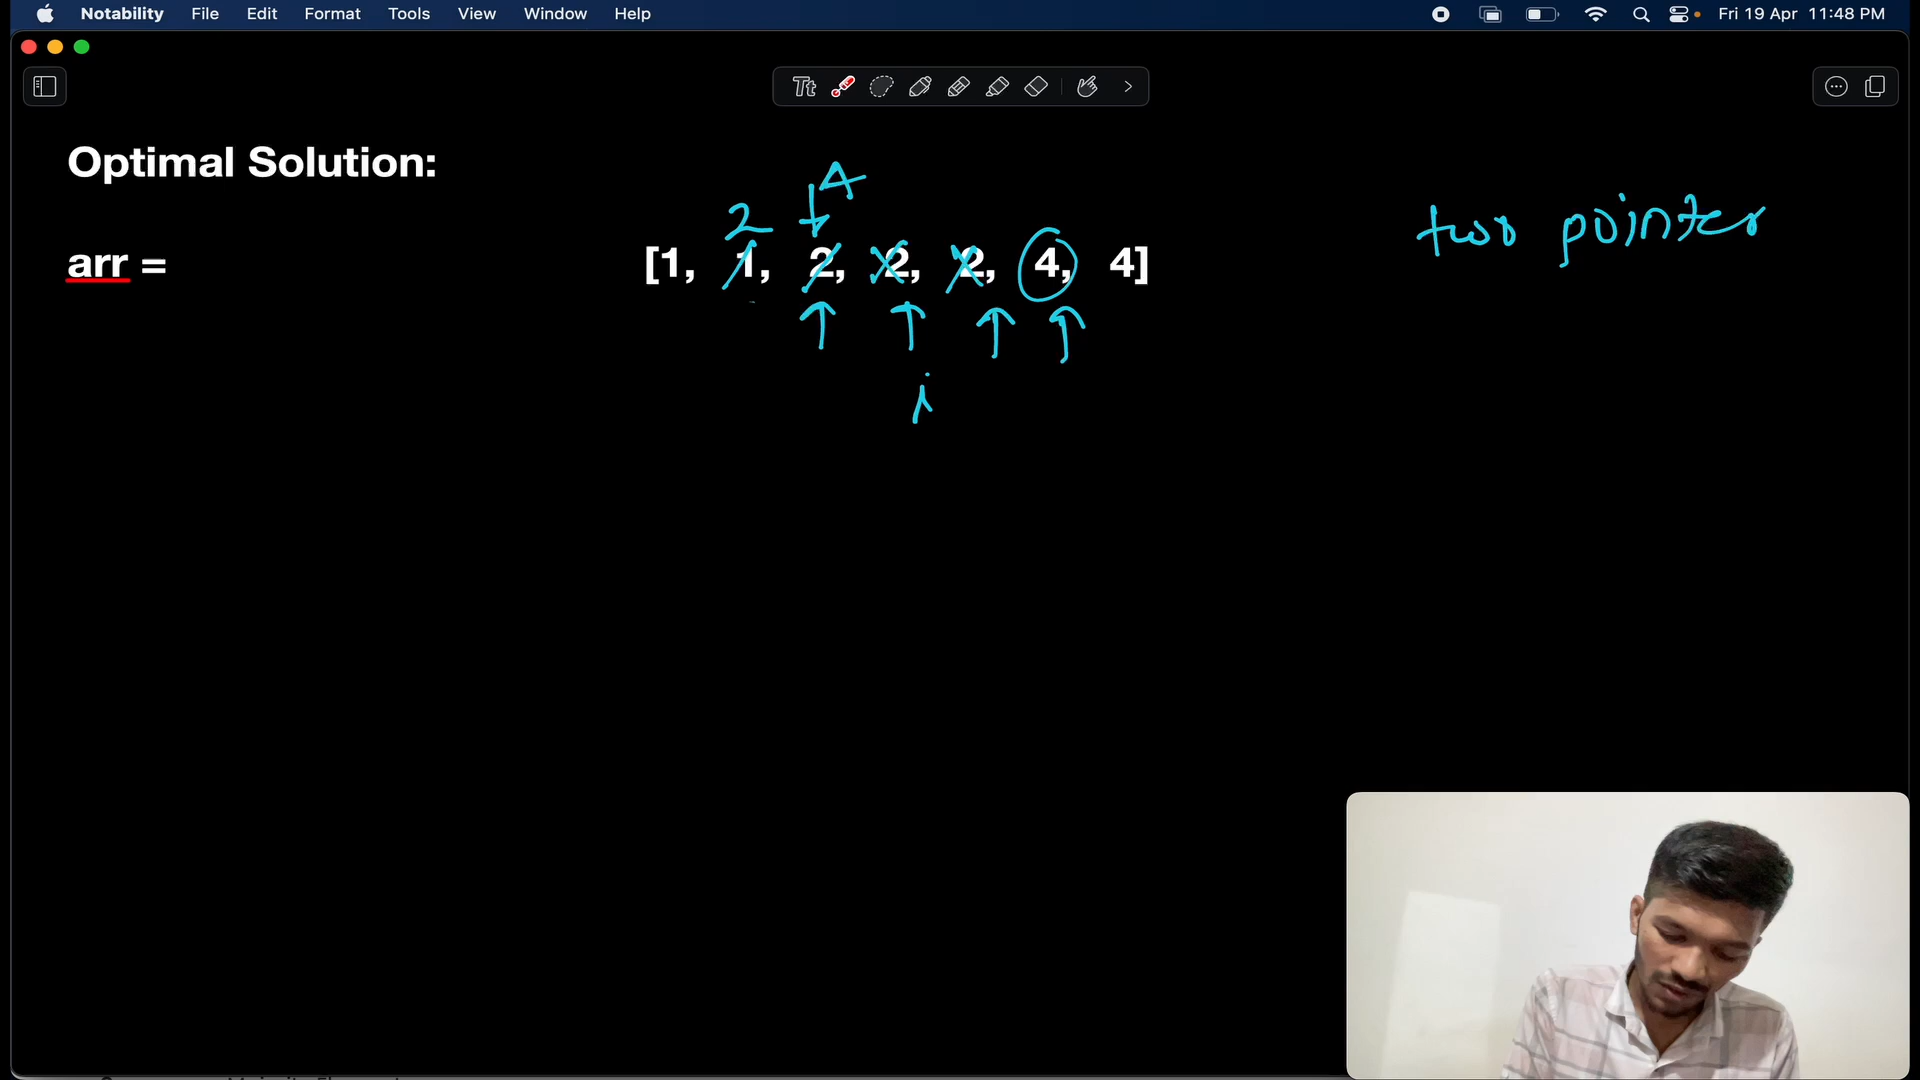 Notability File Edit Format Tools View Window Help Fri 19 Apr 11:48 PM
Tt
Optimal Solution:
4
2
two pointer
arr = [1, 1, 2, 2, 2, 4, 4]
i